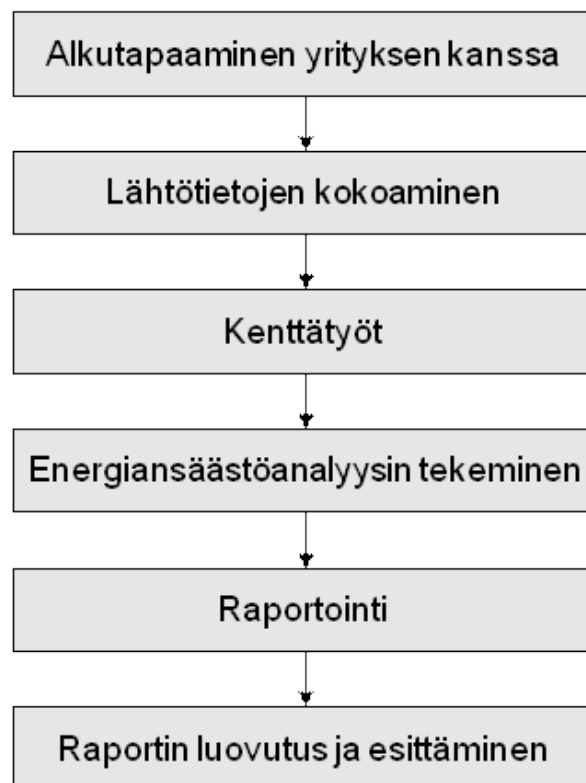 Alkutapaaminen yrityksen kanssa
Lähtötietojen kokoaminen
Kenttätyöt
Energiansäästöanalyysin tekeminen
Raportointi
Raportin luovutus ja esittäminen